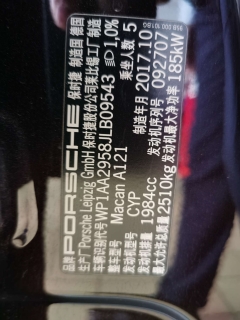 品牌 PORSCHE 保时捷 制造国 德国
生产厂 Porsche Leipzig GmbH 保时捷股份公司莱比锡工厂制造
车辆识别代号 WP1AA2958JLB09543 1,0%
整车型号 Macan A121 乘坐人数 5
发动机型号 CYP 制造年月 2017.10
发动机排量 1984cc 发动机序列号 092707
最大允许总质量 2510kg 发动机最大净功率 185kW